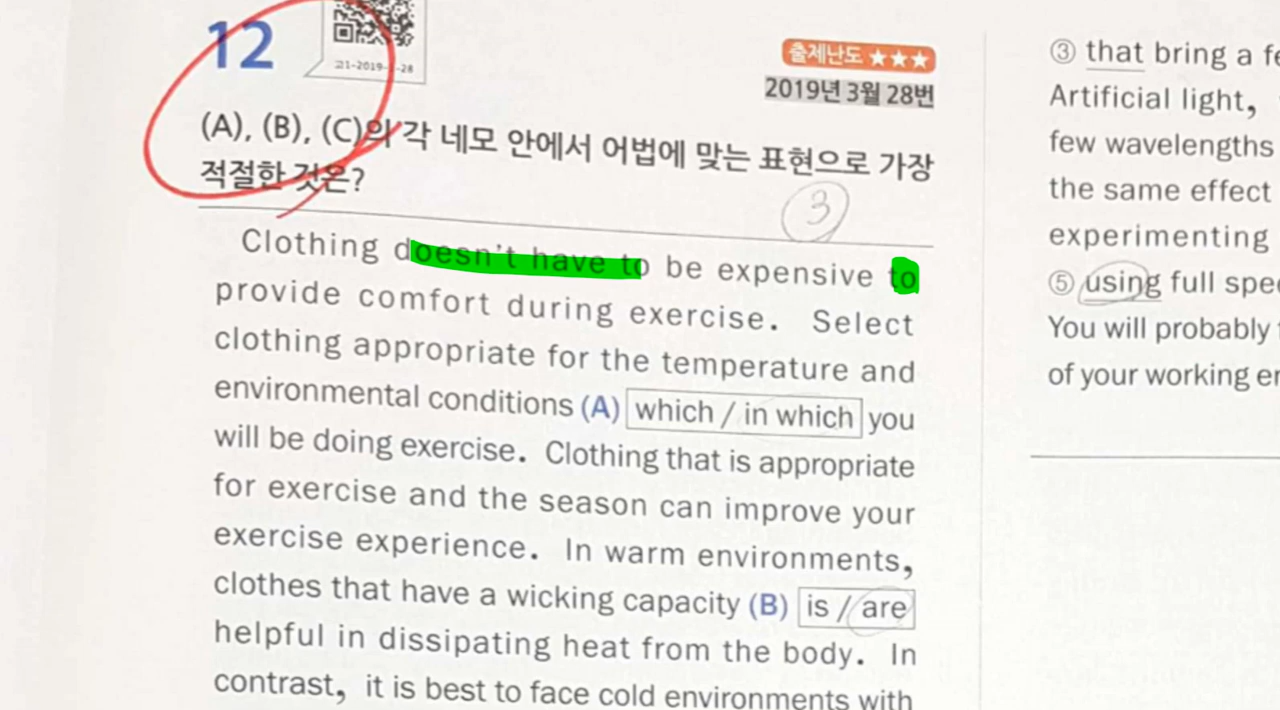 12
출제난도 ★★★
2019년 3월 28번
(A), (B), (C)의 각 네모 안에서 어법에 맞는 표현으로 가장
적절한 것은?
3
Clothing doesn't have to be expensive to
provide comfort during exercise. Select
clothing appropriate for the temperature and
environmental conditions (A) which / in which you
will be doing exercise. Clothing that is appropriate
for exercise and the season can improve your
exercise experience. In warm environments,
clothes that have a wicking capacity (B) is / are
helpful in dissipating heat from the body. In
contrast, it is best to face cold environments with
③ that bring a
Artificial light,
few wavelengths
the same effect
experimenting
⑤ using full
You will probably
of your working